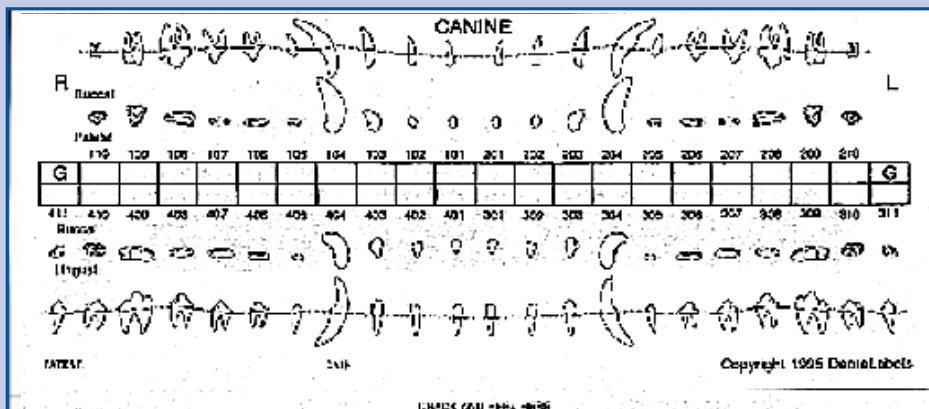 CANINE
R L
Buccal
Palatal
110 109 108 107 106 105 104 103 102 101 201 202 203 204 205 206 207 208 209 210
G G
411 410 409 408 407 406 405 404 403 402 401 301 302 303 304 305 306 307 308 309 310 311
Buccal
Lingual
PATIENT DATE Copyright 1995 DentaLabels